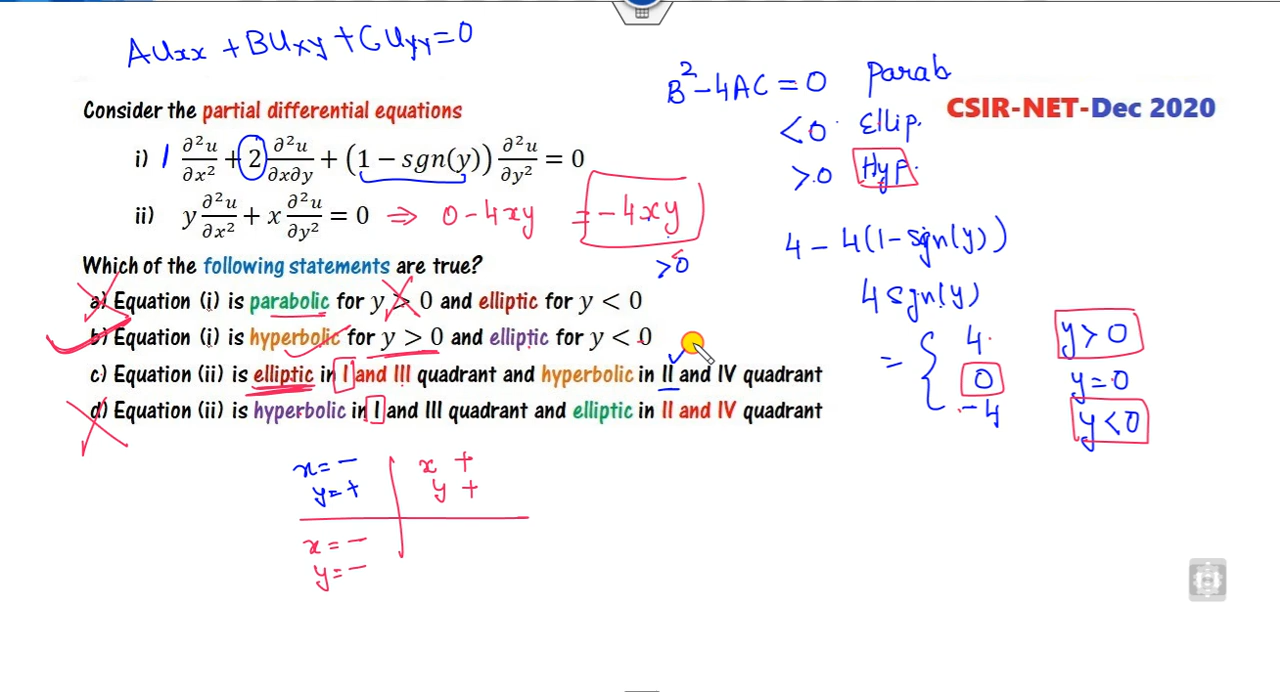 AUxx + BUxy + CUyy = 0
B² - 4AC = 0 Parab
< 0 Ellip.
> 0 Hyp.
CSIR-NET-Dec 2020
Consider the partial differential equations
i) 1 ∂²u/∂x² + 2 ∂²u/∂x∂y + (1 − sgn(y)) ∂²u/∂y² = 0
ii) y ∂²u/∂x² + x ∂²u/∂y² = 0 ⇒ 0 - 4xy = -4xy
> 0
4 - 4(1 - sgn(y))
4 sgn(y)
= { 4 y > 0
0 y = 0
-4 y < 0
Which of the following statements are true?
a) Equation (i) is parabolic for y > 0 and elliptic for y < 0
b) Equation (i) is hyperbolic for y > 0 and elliptic for y < 0
c) Equation (ii) is elliptic in I and III quadrant and hyperbolic in II and IV quadrant
d) Equation (ii) is hyperbolic in I and III quadrant and elliptic in II and IV quadrant
x = - x +
y = + y +
x = -
y = -